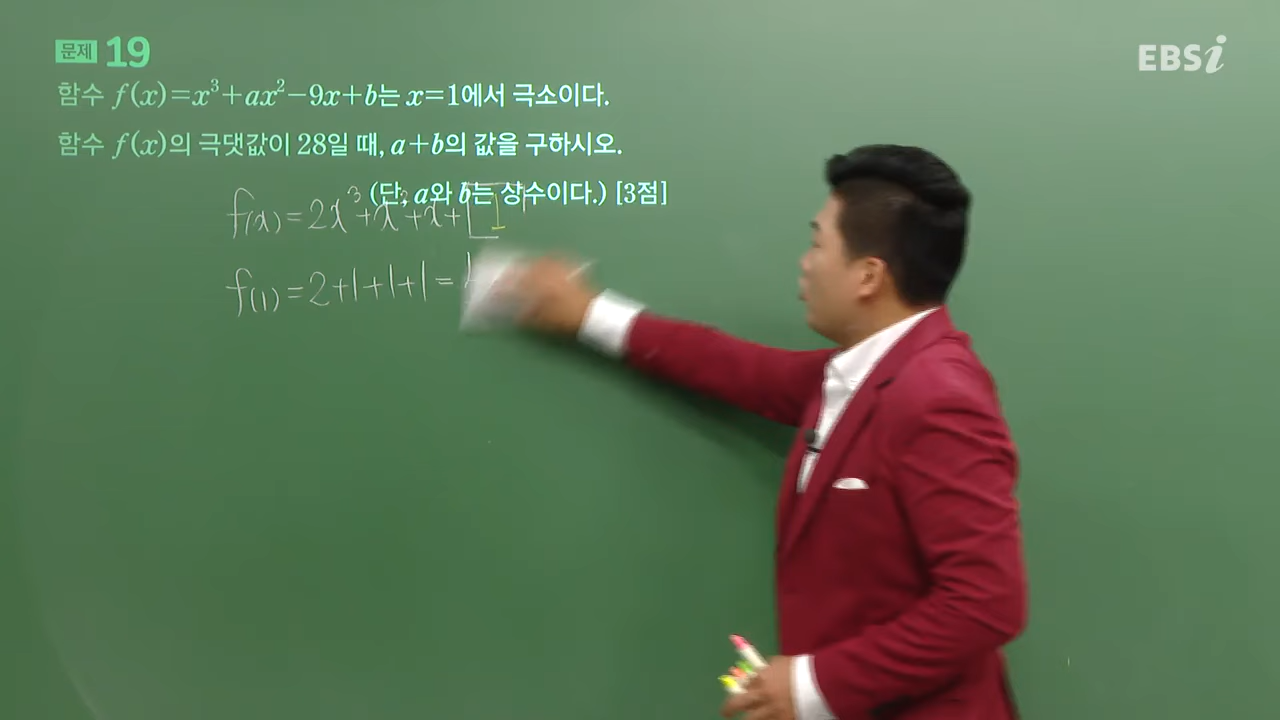 문제 19
EBSi
함수 f(x)=x³+ax²-9x+b는 x=1에서 극소이다.
함수 f(x)의 극댓값이 28일 때, a+b의 값을 구하시오.
(단, a와 b는 상수이다.) [3점]
f(x)=2x³+x²+x+1
f(1)=2+1+1+1=